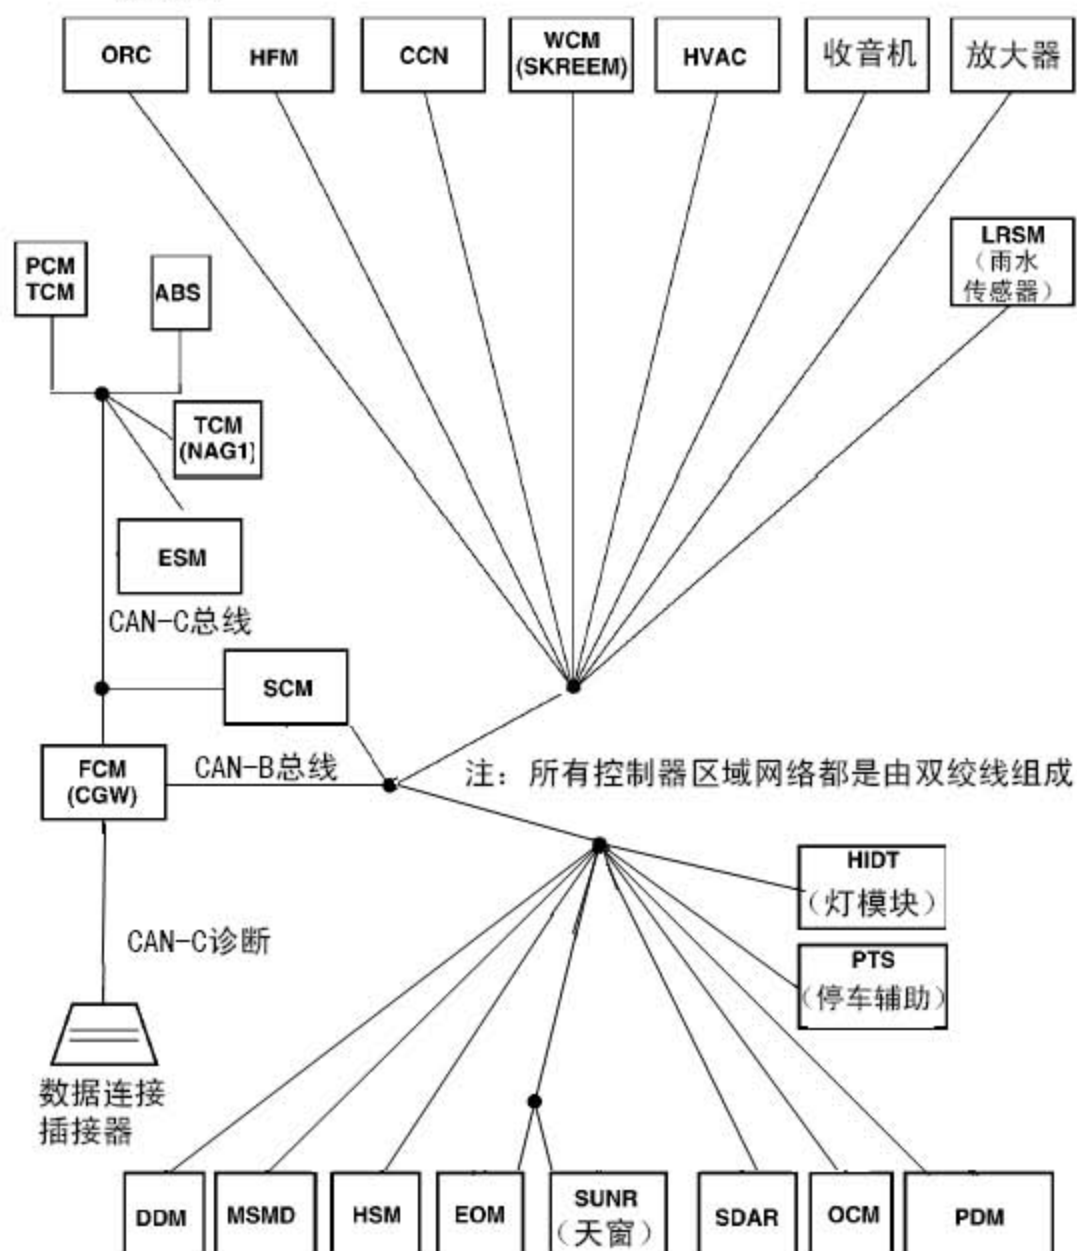 ORC
HFM
CCN
WCM
(SKREEM)
HVAC
收音机
放大器
LRSM
（雨水
传感器）
PCM
TCM
ABS
TCM
(NAG1)
ESM
CAN-C总线
SCM
FCM
(CGW)
CAN-B总线
注：所有控制器区域网络都是由双绞线组成
HIDT
（灯模块）
PTS
（停车辅助）
CAN-C诊断
数据连接
插接器
DDM
MSMD
HSM
EOM
SUNR
（天窗）
SDAR
OCM
PDM